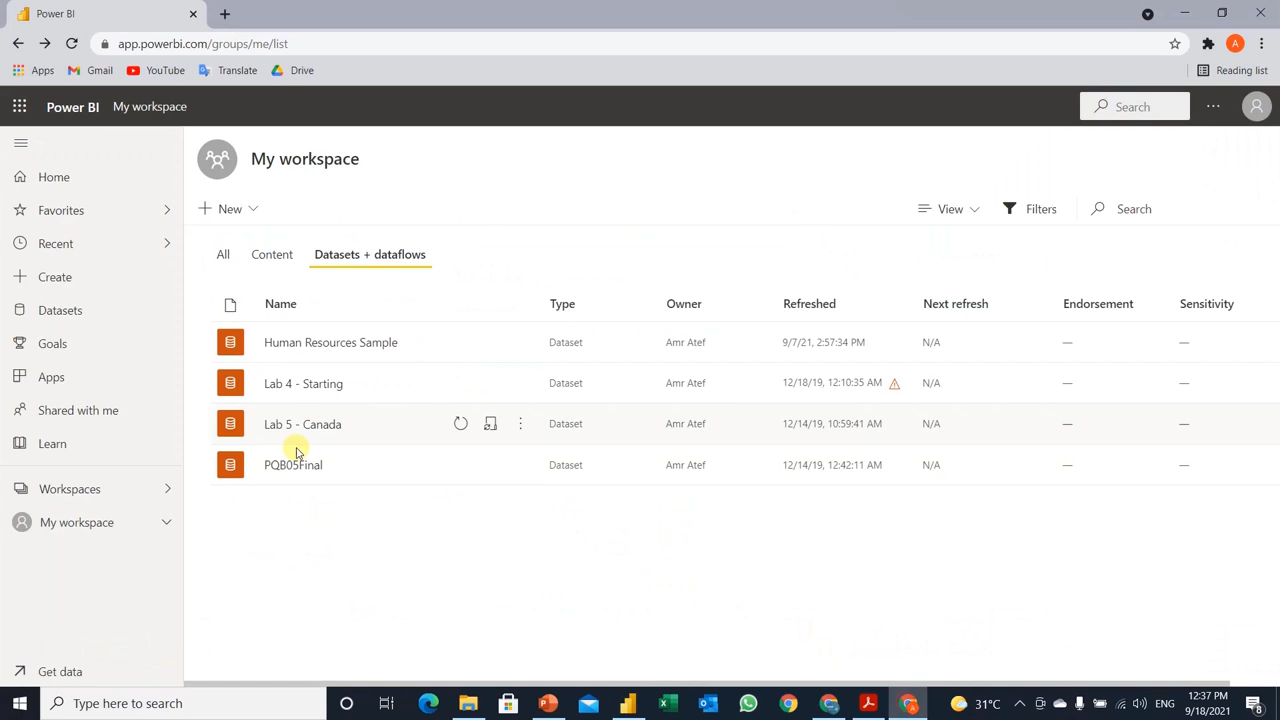 Power BI
app.powerbi.com/groups/me/list
Apps Gmail YouTube Translate Drive Reading list
Power BI My workspace Search
My workspace
Home
Favorites
Recent
Create
Datasets
Goals
Apps
Shared with me
Learn
Workspaces
My workspace
Get data
New View Filters Search
All Content Datasets + dataflows
Name Type Owner Refreshed Next refresh Endorsement Sensitivity
Human Resources Sample Dataset Amr Atef 9/7/21, 2:57:34 PM N/A — —
Lab 4 - Starting Dataset Amr Atef 12/18/19, 12:10:35 AM N/A — —
Lab 5 - Canada Dataset Amr Atef 12/14/19, 10:59:41 AM N/A — —
PQB05Final Dataset Amr Atef 12/14/19, 12:42:11 AM N/A — —
Type here to search 31°C ENG 12:37 PM
9/18/2021 8